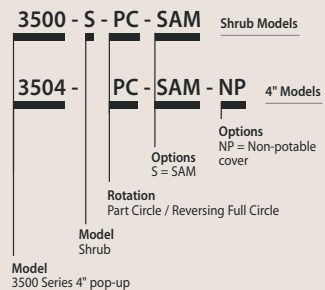 3500 - S - PC - SAM Shrub Models
3504 - PC - SAM - NP 4" Models
Options
NP = Non-potable
cover
Options
S = SAM
Rotation
Part Circle / Reversing Full Circle
Model
Shrub
Model
3500 Series 4" pop-up